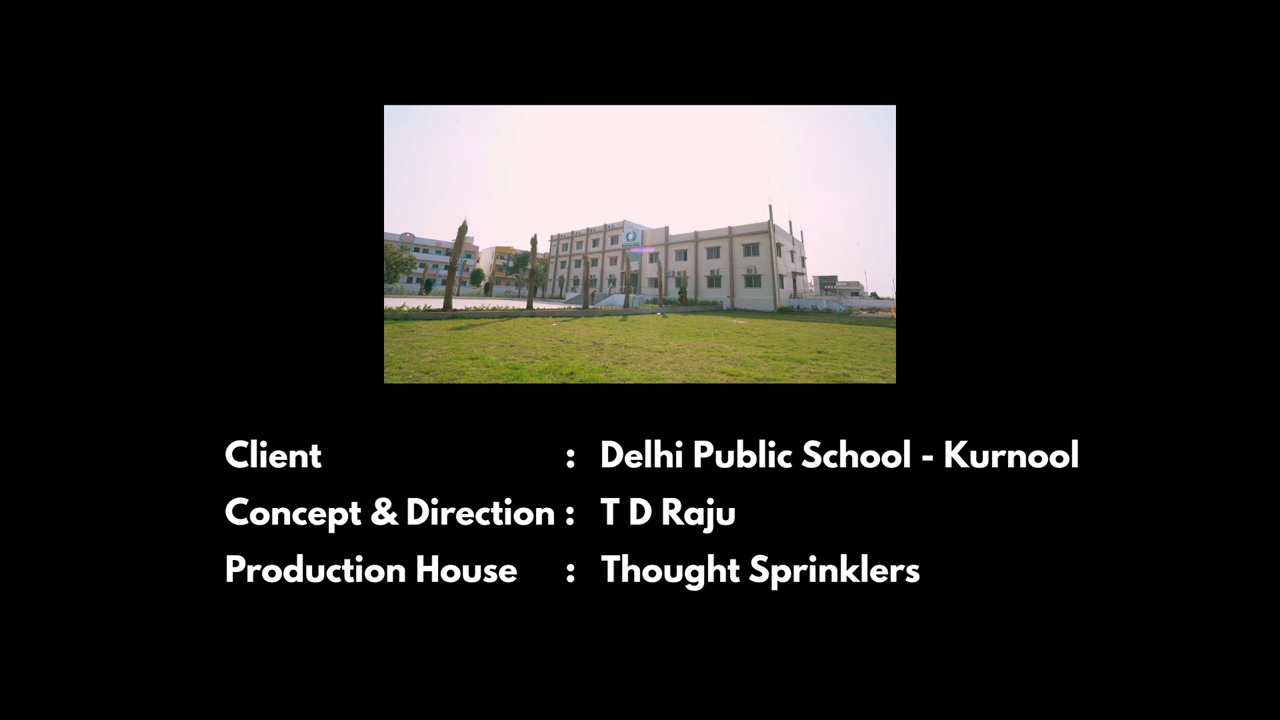 Client : Delhi Public School - Kurnool
Concept & Direction : T D Raju
Production House : Thought Sprinklers